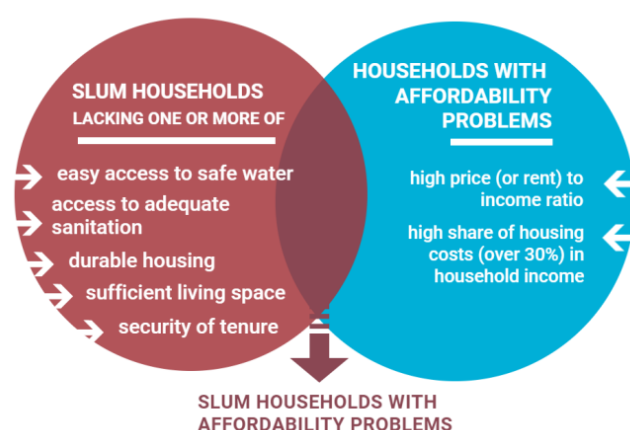 SLUM HOUSEHOLDS
LACKING ONE OR MORE OF
easy access to safe water
access to adequate
sanitation
durable housing
sufficient living space
security of tenure
HOUSEHOLDS WITH
AFFORDABILITY
PROBLEMS
high price (or rent) to
income ratio
high share of housing
costs (over 30%) in
household income
SLUM HOUSEHOLDS WITH
AFFORDABILITY PROBLEMS